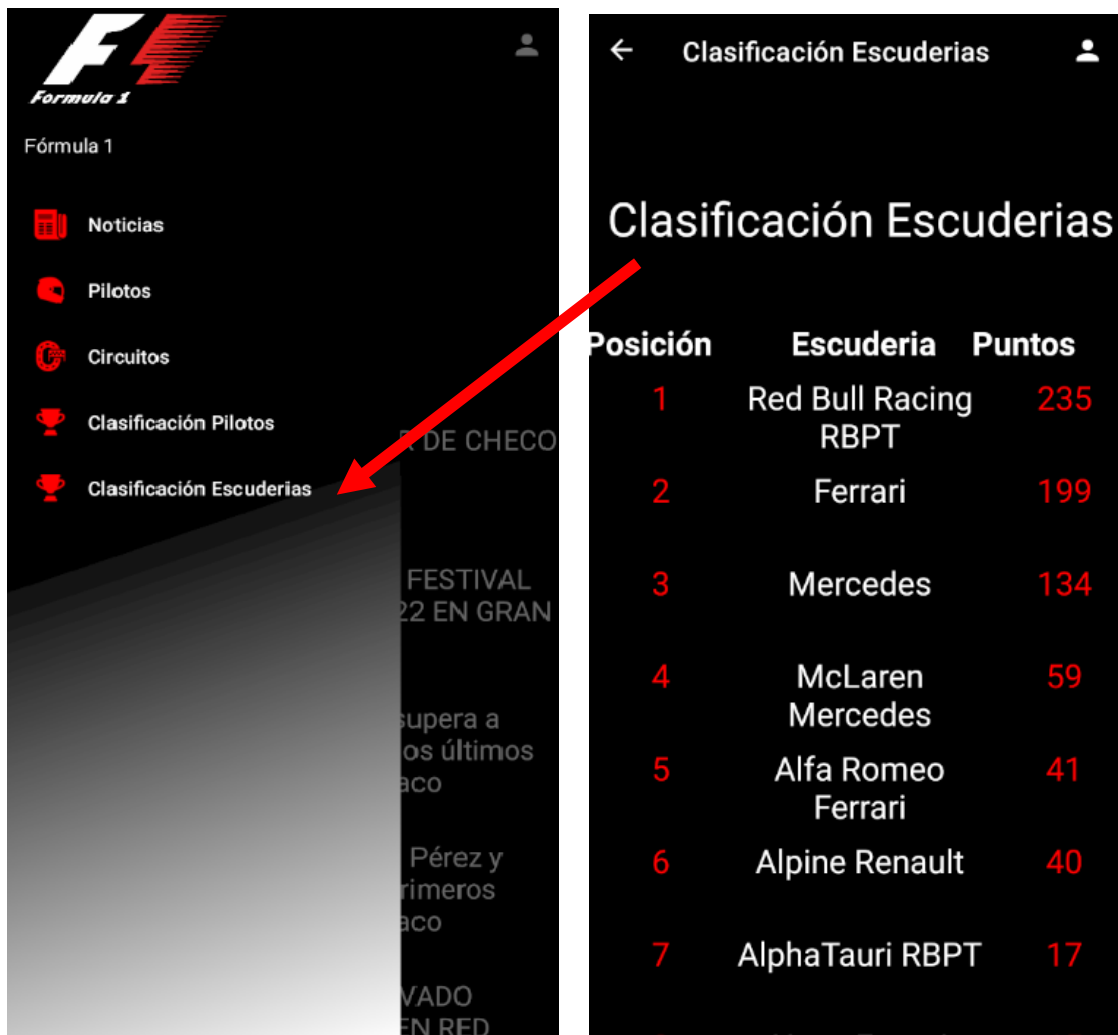 Formula 1
Fórmula 1
Noticias
Pilotos
Circuitos
Clasificación Pilotos
Clasificación Escuderias
DE CHECO
FESTIVAL
22 EN GRAN
supera a
os últimos
aco
Pérez y
rimeros
aco
VADO
EN RED
Clasificación Escuderias
Clasificación Escuderias
Posición Escuderia Puntos
1 Red Bull Racing 235
RBPT
2 Ferrari 199
3 Mercedes 134
4 McLaren 59
Mercedes
5 Alfa Romeo 41
Ferrari
6 Alpine Renault 40
7 AlphaTauri RBPT 17